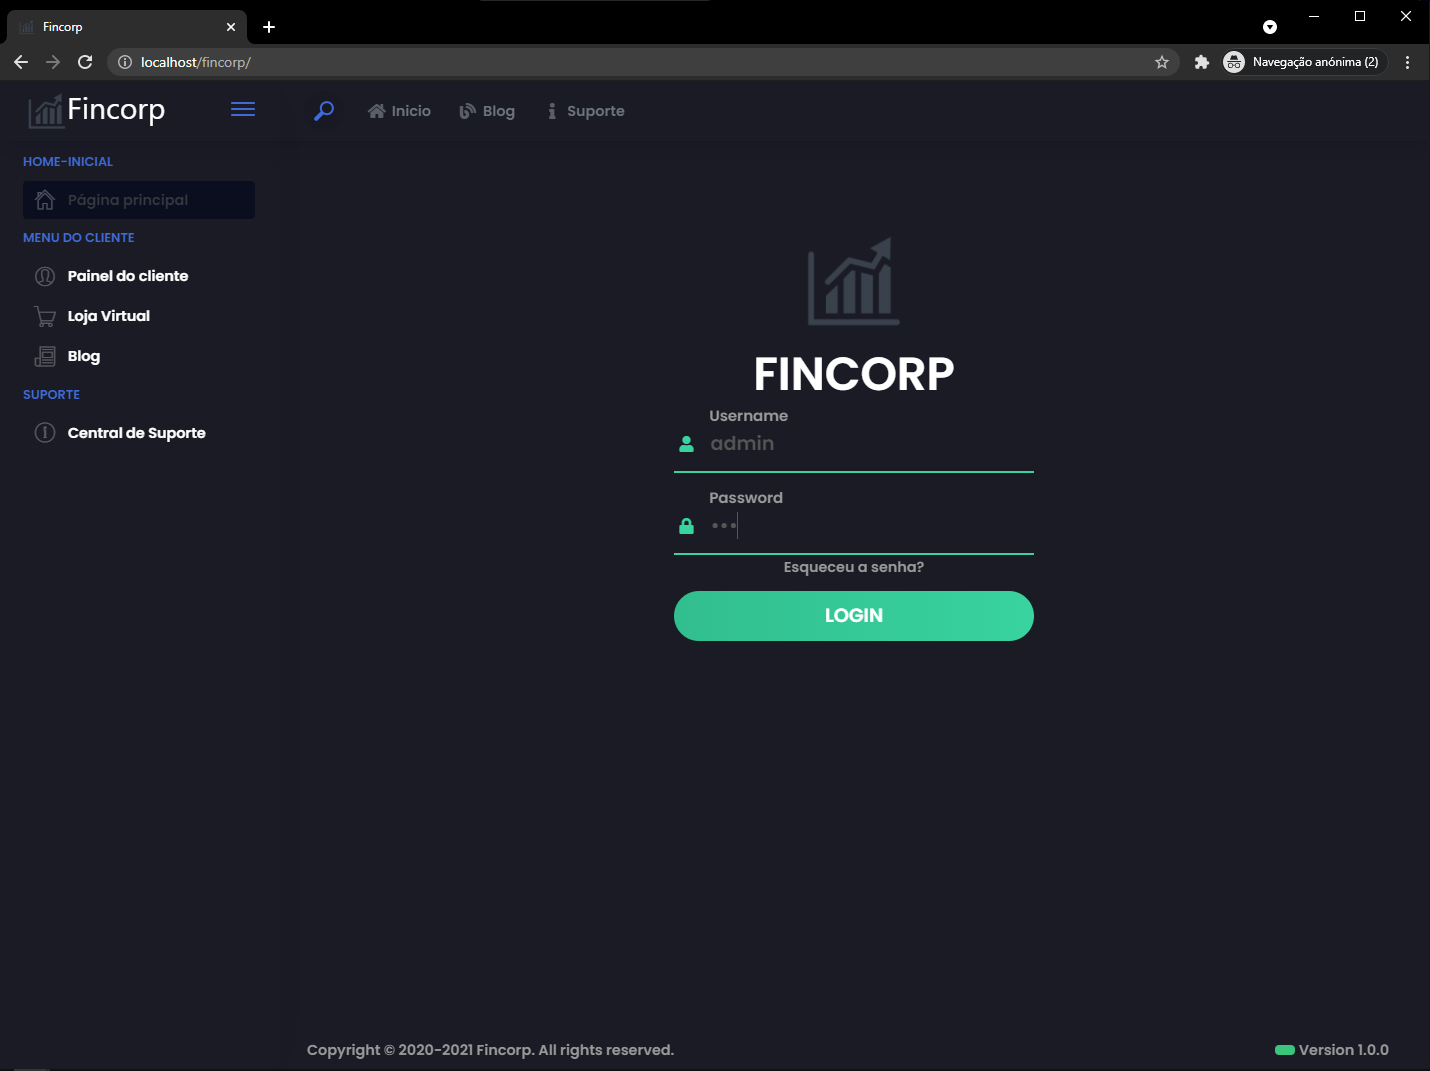 Fincorp
localhost/fincorp/
Navegação anónima (2)
Fincorp
Inicio
Blog
Suporte
HOME-INICIAL
Página principal
MENU DO CLIENTE
Painel do cliente
Loja Virtual
Blog
SUPORTE
Central de Suporte
FINCORP
Username
admin
Password
•••
Esqueceu a senha?
LOGIN
Copyright © 2020-2021 Fincorp. All rights reserved.
Version 1.0.0